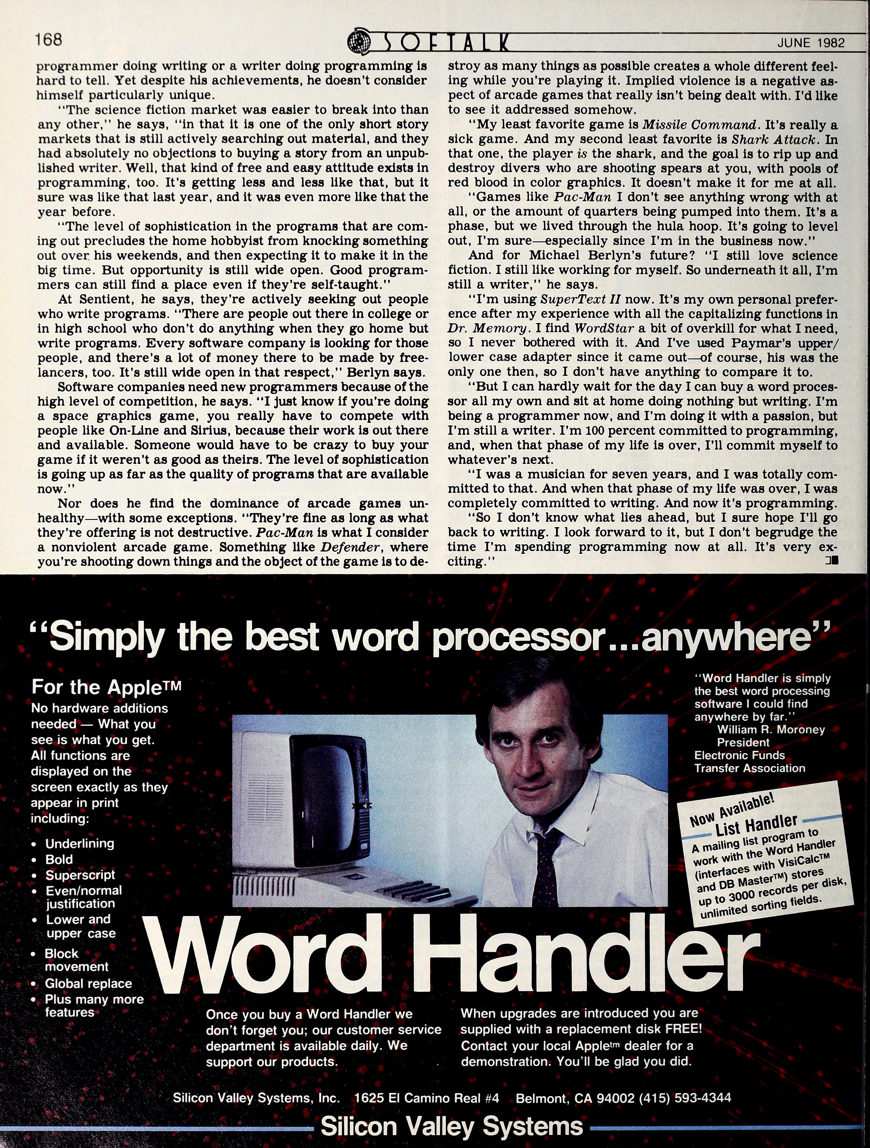 168
SOFTALK
JUNE 1982
programmer doing writing or a writer doing programming is
hard to tell. Yet despite his achievements, he doesn't consider
himself particularly unique.
"The science fiction market was easier to break into than
any other," he says, "in that it is one of the only short story
markets that is still actively searching out material, and they
had absolutely no objections to buying a story from an unpub-
lished writer. Well, that kind of free and easy attitude exists in
programming, too. It's getting less and less like that, but it
sure was like that last year, and it was even more like that the
year before.
"The level of sophistication in the programs that are com-
ing out precludes the home hobbyist from knocking something
out over his weekends, and then expecting it to make it in the
big time. But opportunity is still wide open. Good program-
mers can still find a place even if they're self-taught."
At Sentient, he says, they're actively seeking out people
who write programs. "There are people out there in college or
in high school who don't do anything when they go home but
write programs. Every software company is looking for those
people, and there's a lot of money there to be made by free-
lancers, too. It's still wide open in that respect," Berlyn says.
Software companies need new programmers because of the
high level of competition, he says. "I just know if you're doing
a space graphics game, you really have to compete with
people like On-Line and Sirius, because their work is out there
and available. Someone would have to be crazy to buy your
game if it weren't as good as theirs. The level of sophistication
is going up as far as the quality of programs that are available
now."
Nor does he find the dominance of arcade games un-
healthy—with some exceptions. "They're fine as long as what
they're offering is not destructive. Pac-Man is what I consider
a nonviolent arcade game. Something like Defender, where
you're shooting down things and the object of the game is to de-
stroy as many things as possible creates a whole different feel-
ing while you're playing it. Implied violence is a negative as-
pect of arcade games that really isn't being dealt with. I'd like
to see it addressed somehow.
"My least favorite game is Missile Command. It's really a
sick game. And my second least favorite is Shark Attack. In
that one, the player is the shark, and the goal is to rip up and
destroy divers who are shooting spears at you, with pools of
red blood in color graphics. It doesn't make it for me at all.
"Games like Pac-Man I don't see anything wrong with at
all, or the amount of quarters being pumped into them. It's a
phase, but we lived through the hula hoop. It's going to level
out, I'm sure—especially since I'm in the business now."
And for Michael Berlyn's future? "I still love science
fiction. I still like working for myself. So underneath it all, I'm
still a writer," he says.
"I'm using SuperText II now. It's my own personal prefer-
ence after my experience with all the capitalizing functions in
Dr. Memory. I find WordStar a bit of overkill for what I need,
so I never bothered with it. And I've used Paymar's upper/
lower case adapter since it came out—of course, his was the
only one then, so I don't have anything to compare it to.
"But I can hardly wait for the day I can buy a word proces-
sor all my own and sit at home doing nothing but writing. I'm
being a programmer now, and I'm doing it with a passion, but
I'm still a writer. I'm 100 percent committed to programming,
and, when that phase of my life is over, I'll commit myself to
whatever's next.
"I was a musician for seven years, and I was totally com-
mitted to that. And when that phase of my life was over, I was
completely committed to writing. And now it's programming.
"So I don't know what lies ahead, but I sure hope I'll go
back to writing. I look forward to it, but I don't begrudge the
time I'm spending programming now at all. It's very ex-
citing."
"Simply the best word processor...anywhere"
For the Apple™
No hardware additions
needed — What you
see is what you get.
All functions are
displayed on the
screen exactly as they
appear in print
including:
• Underlining
• Bold
• Superscript
• Even/normal
justification
• Lower and
upper case
• Block
movement
• Global replace
• Plus many more
features
"Word Handler is simply
the best word processing
software I could find
anywhere by far."
William R. Moroney
President
Electronic Funds
Transfer Association
Now Available!
List Handler
A mailing list program to
work with the Word Handler
(interfaces with VisiCalc™
and DB Master™) stores
up to 3000 records per disk,
unlimited sorting fields.
Word Handler
Once you buy a Word Handler we
don't forget you; our customer service
department is available daily. We
support our products.
When upgrades are introduced you are
supplied with a replacement disk FREE!
Contact your local Apple™ dealer for a
demonstration. You'll be glad you did.
Silicon Valley Systems, Inc. 1625 El Camino Real #4 Belmont, CA 94002 (415) 593-4344
Silicon Valley Systems